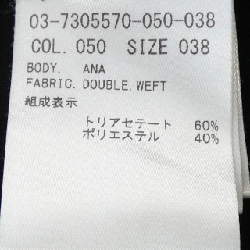 03-7305570-050-038
COL. 050 SIZE 038
BODY. ANA
FABRIC. DOUBLE. WEFT
組成表示
トリアセテート 60%
ポリエステル 40%